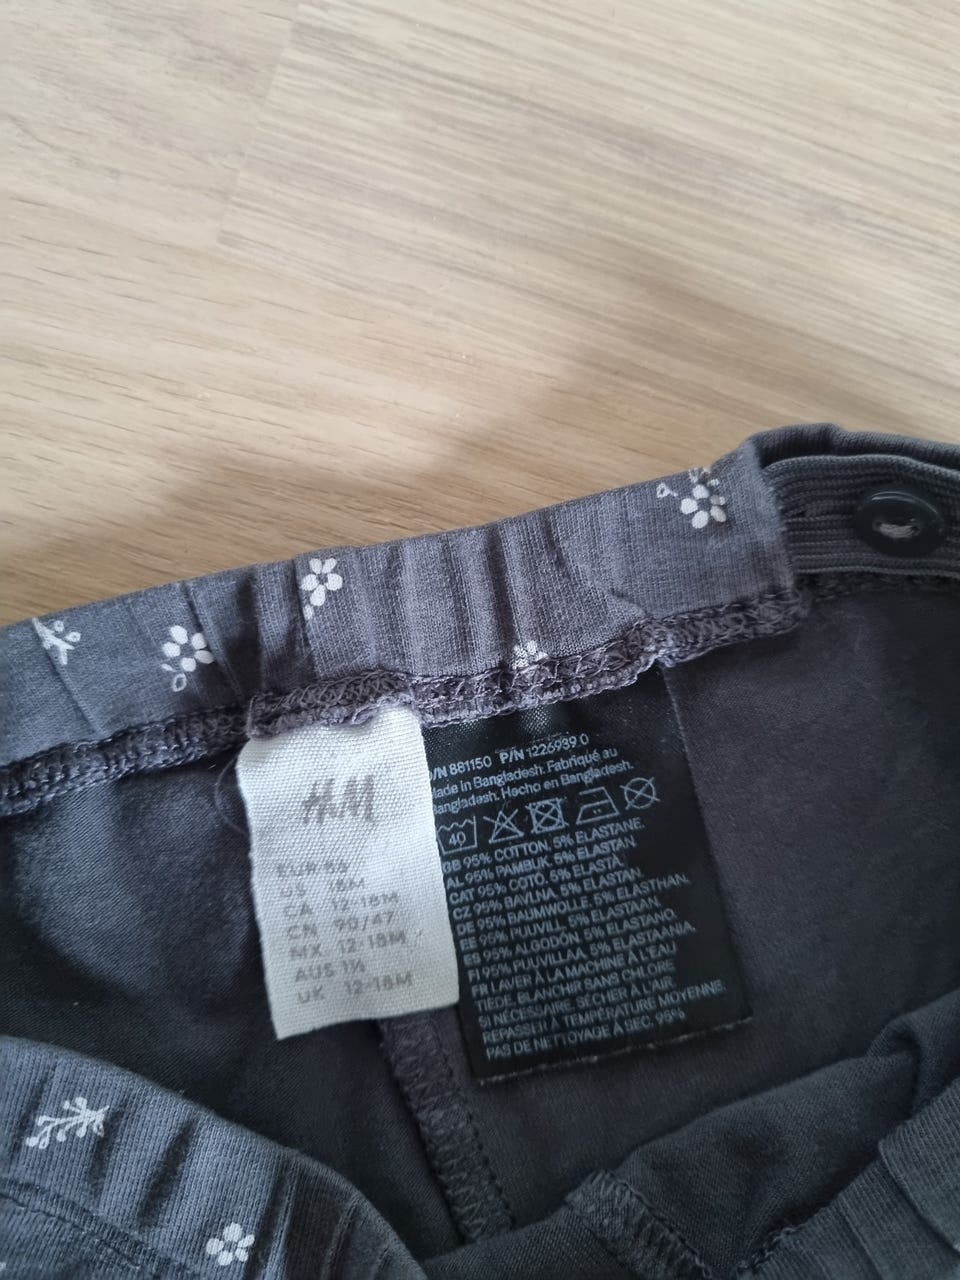 H&M
EUR 86
US 18M
CA 12-18M
CN 90/47
MX 12-18M
AUS 1½
UK 12-18M
/N 881150 P/N 1226939.0
Made in Bangladesh. Fabriqué au
Bangladesh. Hecho en Bangladesh.
40
GB 95% COTTON, 5% ELASTANE.
AL 95% PAMBUK, 5% ELASTAN.
CAT 95% COTÓ, 5% ELASTÀ.
CZ 95% BAVLNA, 5% ELASTAN.
DE 95% BAUMWOLLE, 5% ELASTHAN.
EE 95% PUUVILL, 5% ELASTAAN.
ES 95% ALGODÓN, 5% ELASTANO.
FI 95% PUUVILLAA, 5% ELASTAANIA.
FR LAVER À LA MACHINE À L'EAU
TIÈDE, BLANCHIR SANS CHLORE
SI NÉCESSAIRE, SÉCHER À L'AIR,
REPASSER À TEMPÉRATURE MOYENNE,
PAS DE NETTOYAGE À SEC, 95%